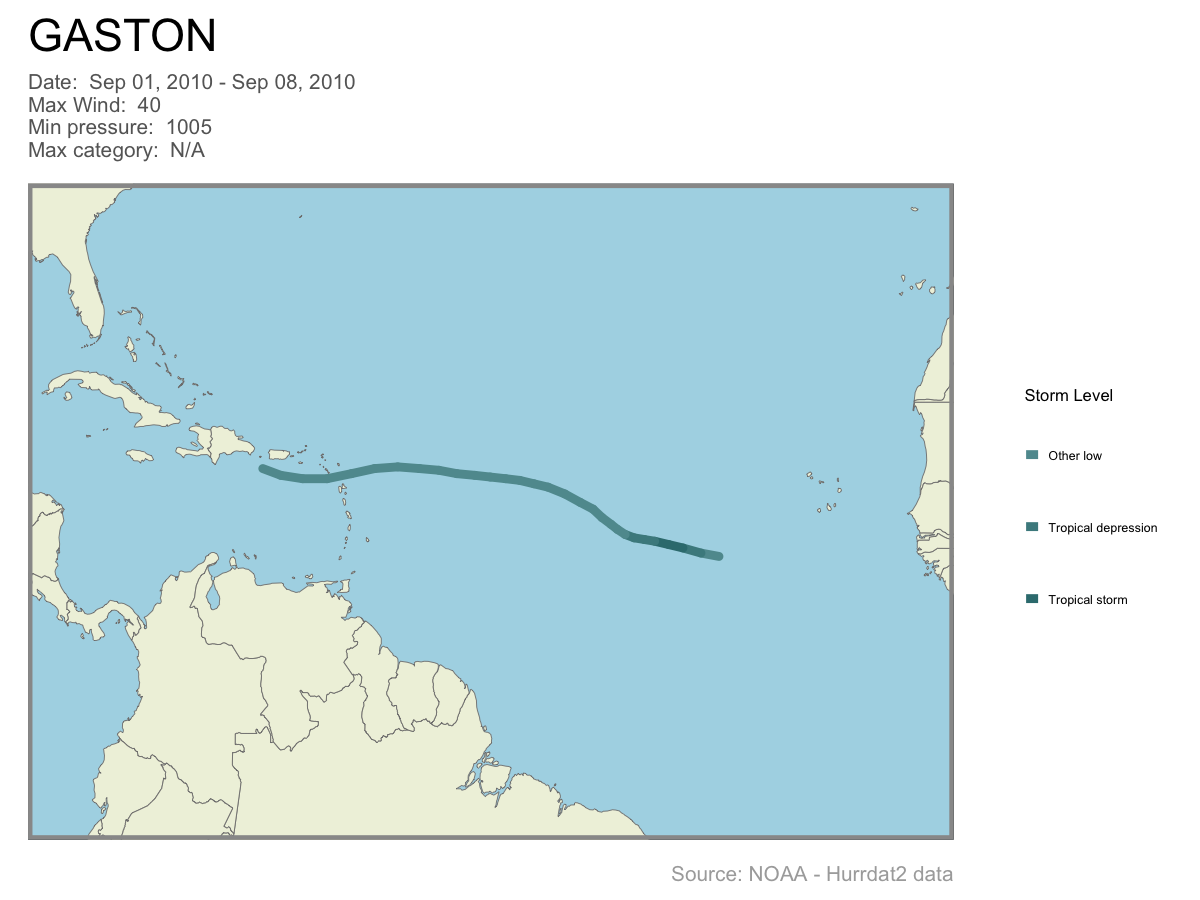 GASTON
Date:  Sep 01, 2010 - Sep 08, 2010
Max Wind:  40
Min pressure:  1005
Max category:  N/A
Storm Level
Other low
Tropical depression
Tropical storm
Source: NOAA - Hurrdat2 data